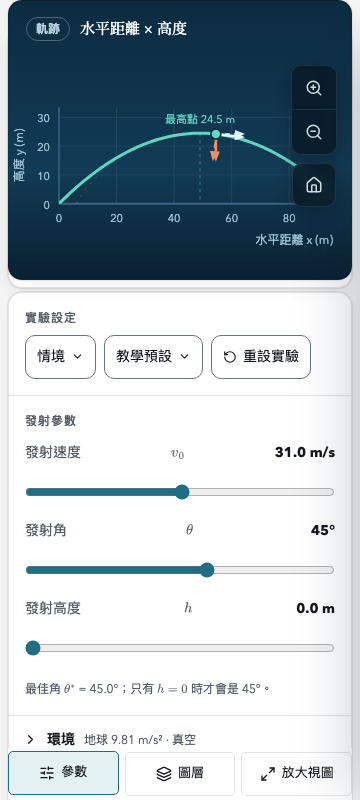 軌跡 水平距離 × 高度
最高點 24.5 m
30
20
10
0
高度 y (m)
0 20 40 60 80
水平距離 x (m)
實驗設定
情境 教學預設 重設實驗
發射參數
發射速度 v₀ 31.0 m/s
發射角 θ 45°
發射高度 h 0.0 m
最佳角 θ* = 45.0°；只有 h = 0 時才會是 45°。
環境 地球 9.81 m/s² · 真空
參數 圖層 放大視圖